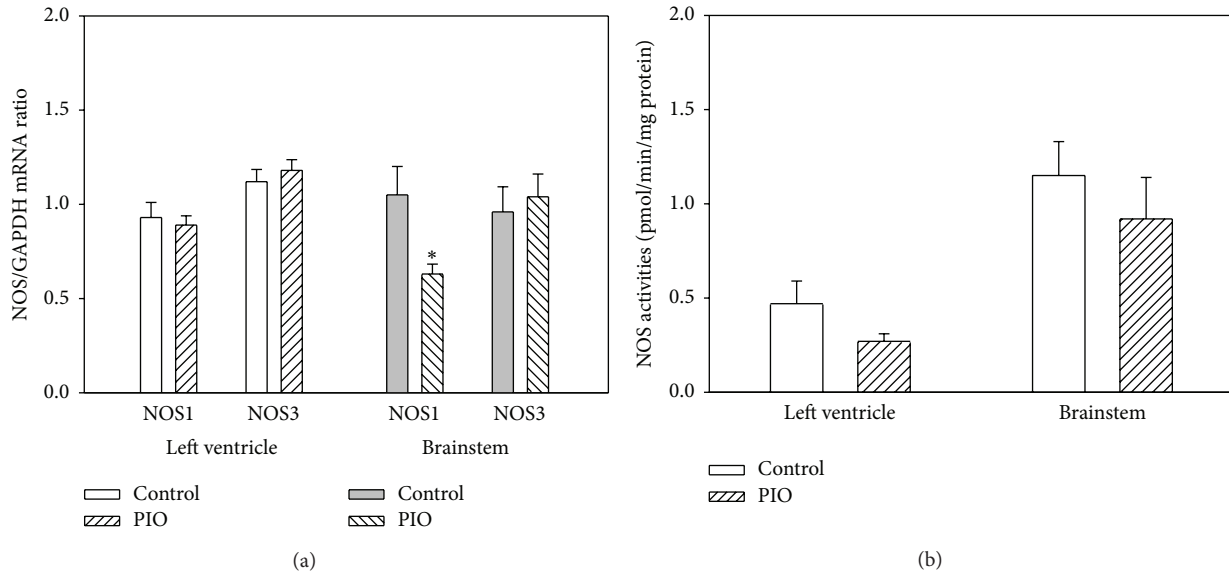 NOS/GAPDH mRNA ratio
2.0
1.5
1.0
0.5
0.0
*
NOS1 NOS3 NOS1 NOS3
Left ventricle Brainstem
Control Control
PIO PIO
(a)
NOS activities (pmol/min/mg protein)
2.0
1.5
1.0
0.5
0.0
Left ventricle Brainstem
Control
PIO
(b)